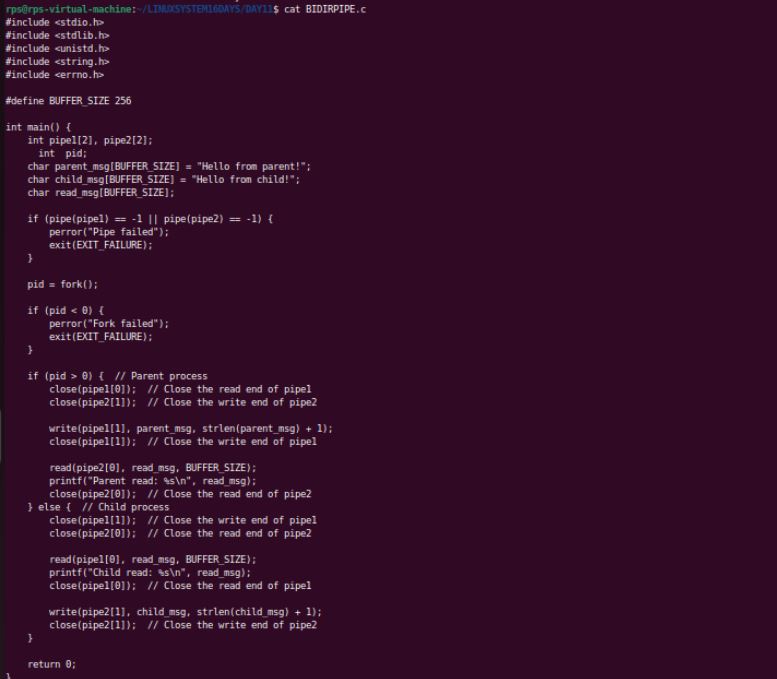 rps@rps-virtual-machine:~/LINUXSYSTEM16DAYS/DAY11$ cat BIDIRPIPE.c
#include <stdio.h>
#include <stdlib.h>
#include <unistd.h>
#include <string.h>
#include <errno.h>

#define BUFFER_SIZE 256

int main() {
    int pipe1[2], pipe2[2];
      int  pid;
    char parent_msg[BUFFER_SIZE] = "Hello from parent!";
    char child_msg[BUFFER_SIZE] = "Hello from child!";
    char read_msg[BUFFER_SIZE];

    if (pipe(pipe1) == -1 || pipe(pipe2) == -1) {
        perror("Pipe failed");
        exit(EXIT_FAILURE);
    }

    pid = fork();

    if (pid < 0) {
        perror("Fork failed");
        exit(EXIT_FAILURE);
    }

    if (pid > 0) {  // Parent process
        close(pipe1[0]);  // Close the read end of pipe1
        close(pipe2[1]);  // Close the write end of pipe2

        write(pipe1[1], parent_msg, strlen(parent_msg) + 1);
        close(pipe1[1]);  // Close the write end of pipe1

        read(pipe2[0], read_msg, BUFFER_SIZE);
        printf("Parent read: %s\n", read_msg);
        close(pipe2[0]);  // Close the read end of pipe2
    } else {  // Child process
        close(pipe1[1]);  // Close the write end of pipe1
        close(pipe2[0]);  // Close the read end of pipe2

        read(pipe1[0], read_msg, BUFFER_SIZE);
        printf("Child read: %s\n", read_msg);
        close(pipe1[0]);  // Close the read end of pipe1

        write(pipe2[1], child_msg, strlen(child_msg) + 1);
        close(pipe2[1]);  // Close the write end of pipe2
    }

    return 0;
}